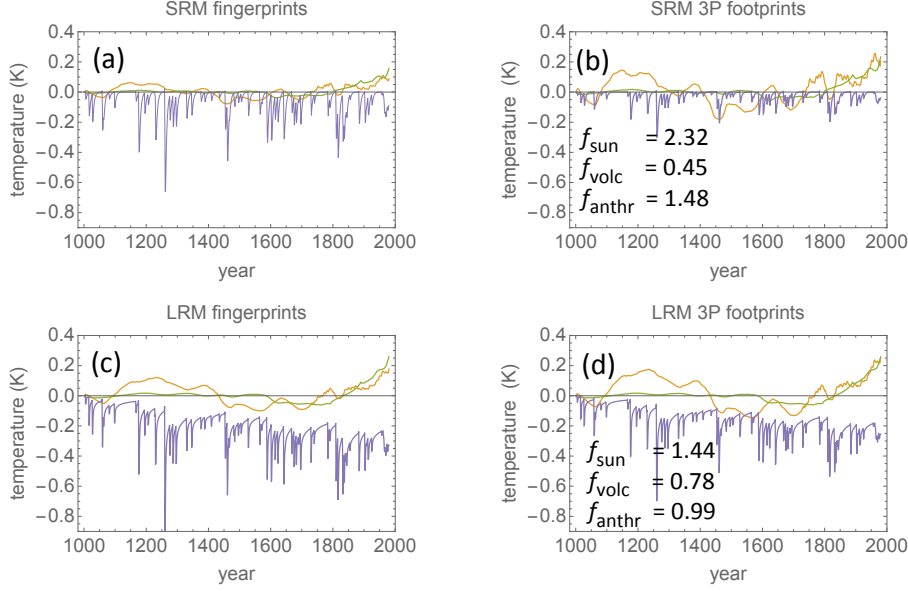 SRM fingerprints
(a)
temperature (K)
0.4
0.2
0.0
−0.2
−0.4
−0.6
−0.8
1000 1200 1400 1600 1800 2000
year
SRM 3P footprints
(b)
temperature (K)
0.4
0.2
0.0
−0.2
−0.4
−0.6
−0.8
fsun = 2.32
fvolc = 0.45
fanthr = 1.48
1000 1200 1400 1600 1800 2000
year
LRM fingerprints
(c)
temperature (K)
0.4
0.2
0.0
−0.2
−0.4
−0.6
−0.8
1000 1200 1400 1600 1800 2000
year
LRM 3P footprints
(d)
temperature (K)
0.4
0.2
0.0
−0.2
−0.4
−0.6
−0.8
fsun = 1.44
fvolc = 0.78
fanthr = 0.99
1000 1200 1400 1600 1800 2000
year